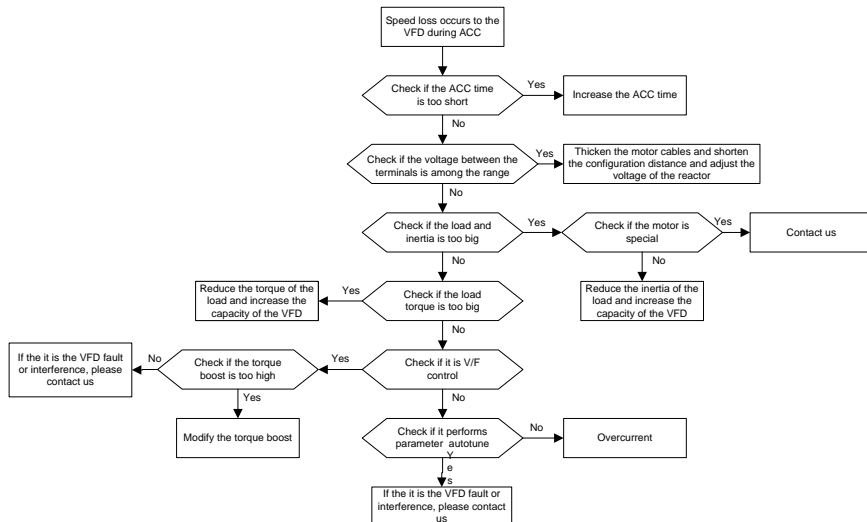 Speed loss occurs to the
VFD during ACC
Check if the ACC time
is too short
Yes
Increase the ACC time
No
Check if the voltage between the
terminals is among the range
Yes
Thicken the motor cables and shorten
the configuration distance and adjust the
voltage of the reactor
No
Check if the load and
inertia is too big
Yes
Check if the motor is
special
Yes
Contact us
No
No
Reduce the torque of the
load and increase the
capacity of the VFD
Yes
Check if the load
torque is too big
Reduce the inertia of the
load and increase the
capacity of the VFD
No
If the it is the VFD fault
or interference, please
contact us
No
Check if the torque
boost is too high
Yes
Check if it is V/F
control
Yes
No
Modify the torque boost
Check if it performs
parameter autotune
No
Overcurrent
Yes
If the it is the VFD fault or
interference, please contact
us